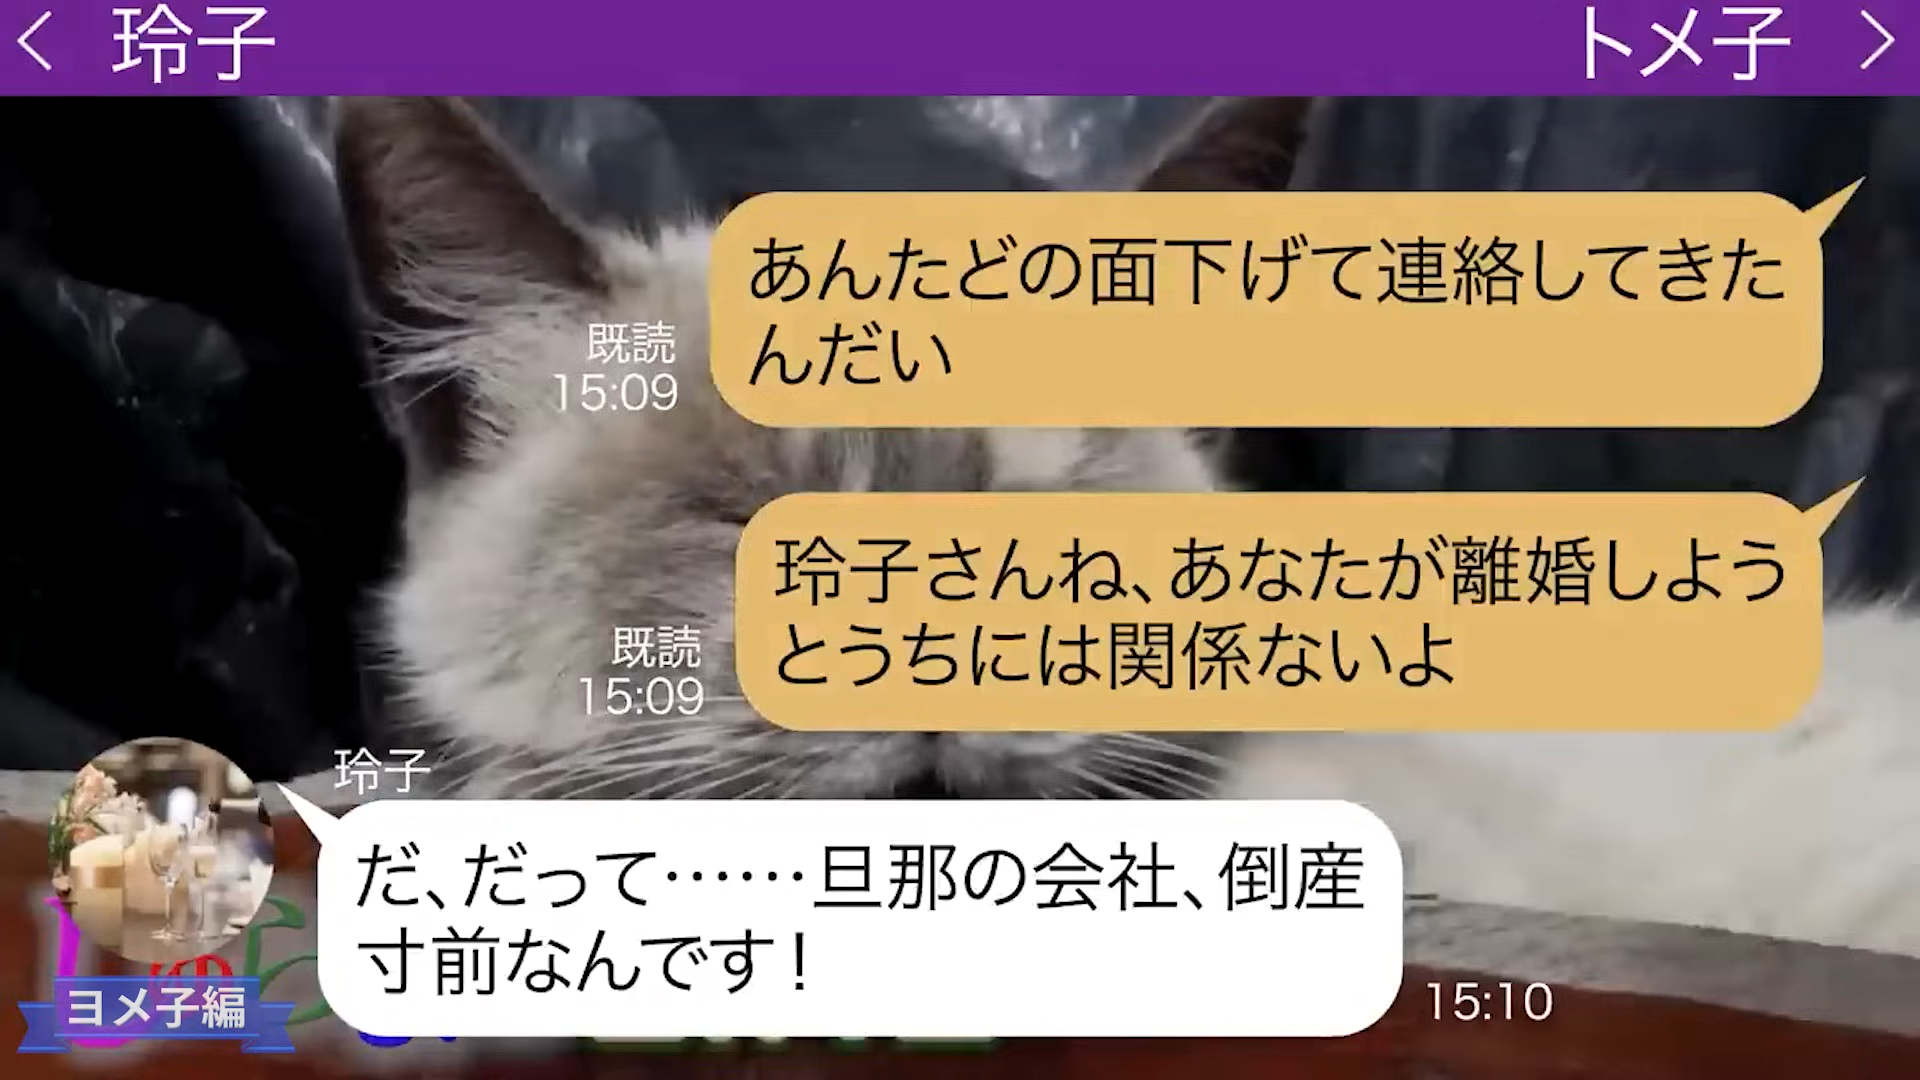 玲子
トメ子
あんたどの面下げて連絡してきた
んだい
既読
15:09
玲子さんね、あなたが離婚しよう
とうちには関係ないよ
既読
15:09
玲子
だ、だって……旦那の会社、倒産
寸前なんです!
15:10
ヨメ子編